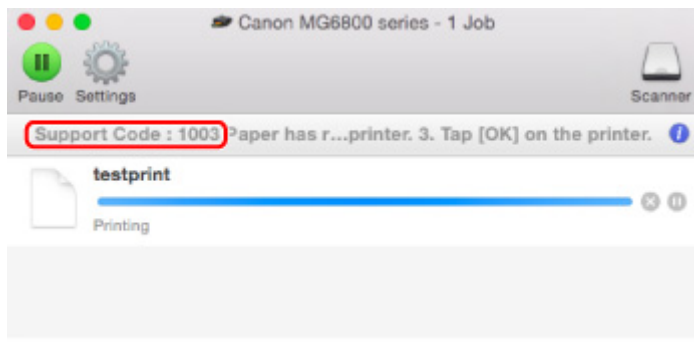 Canon MG6800 series - 1 Job
Pause Settings Scanner
Support Code : 1003 Paper has r...printer. 3. Tap [OK] on the printer.
testprint
Printing